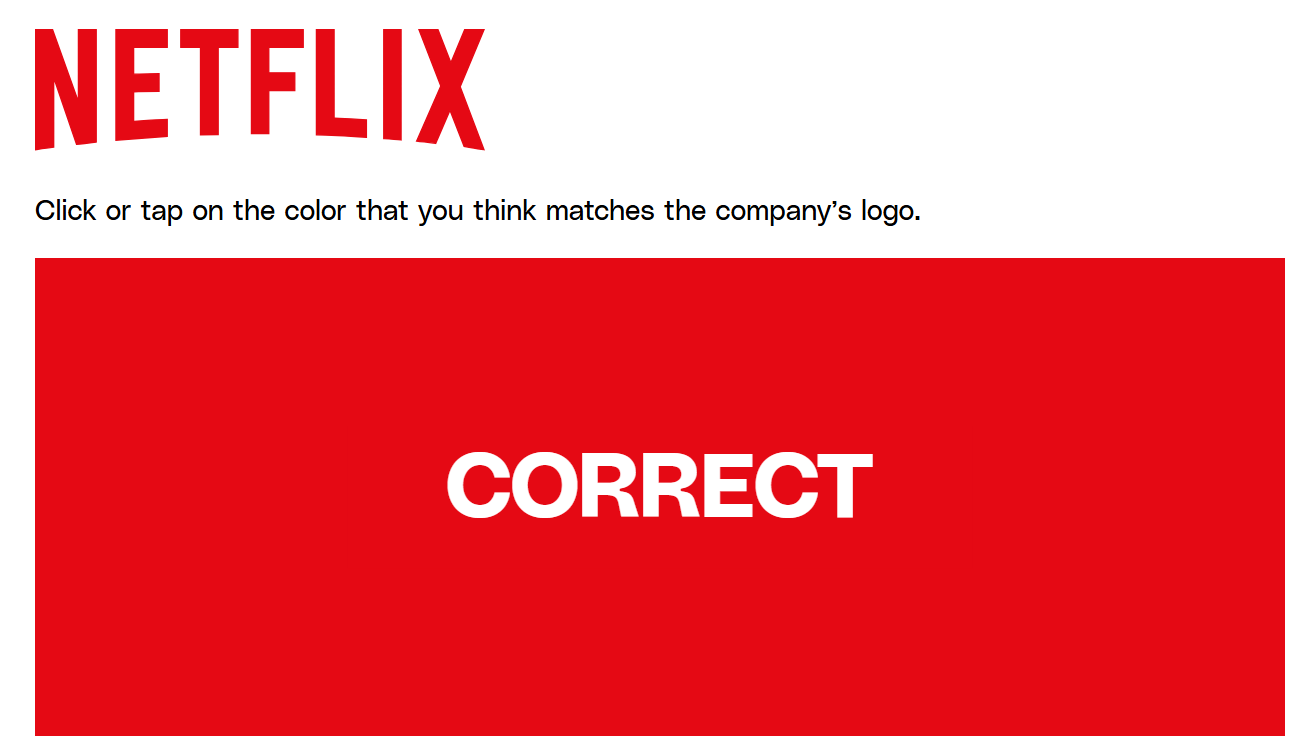 NETFLIX
Click or tap on the color that you think matches the company’s logo.
CORRECT